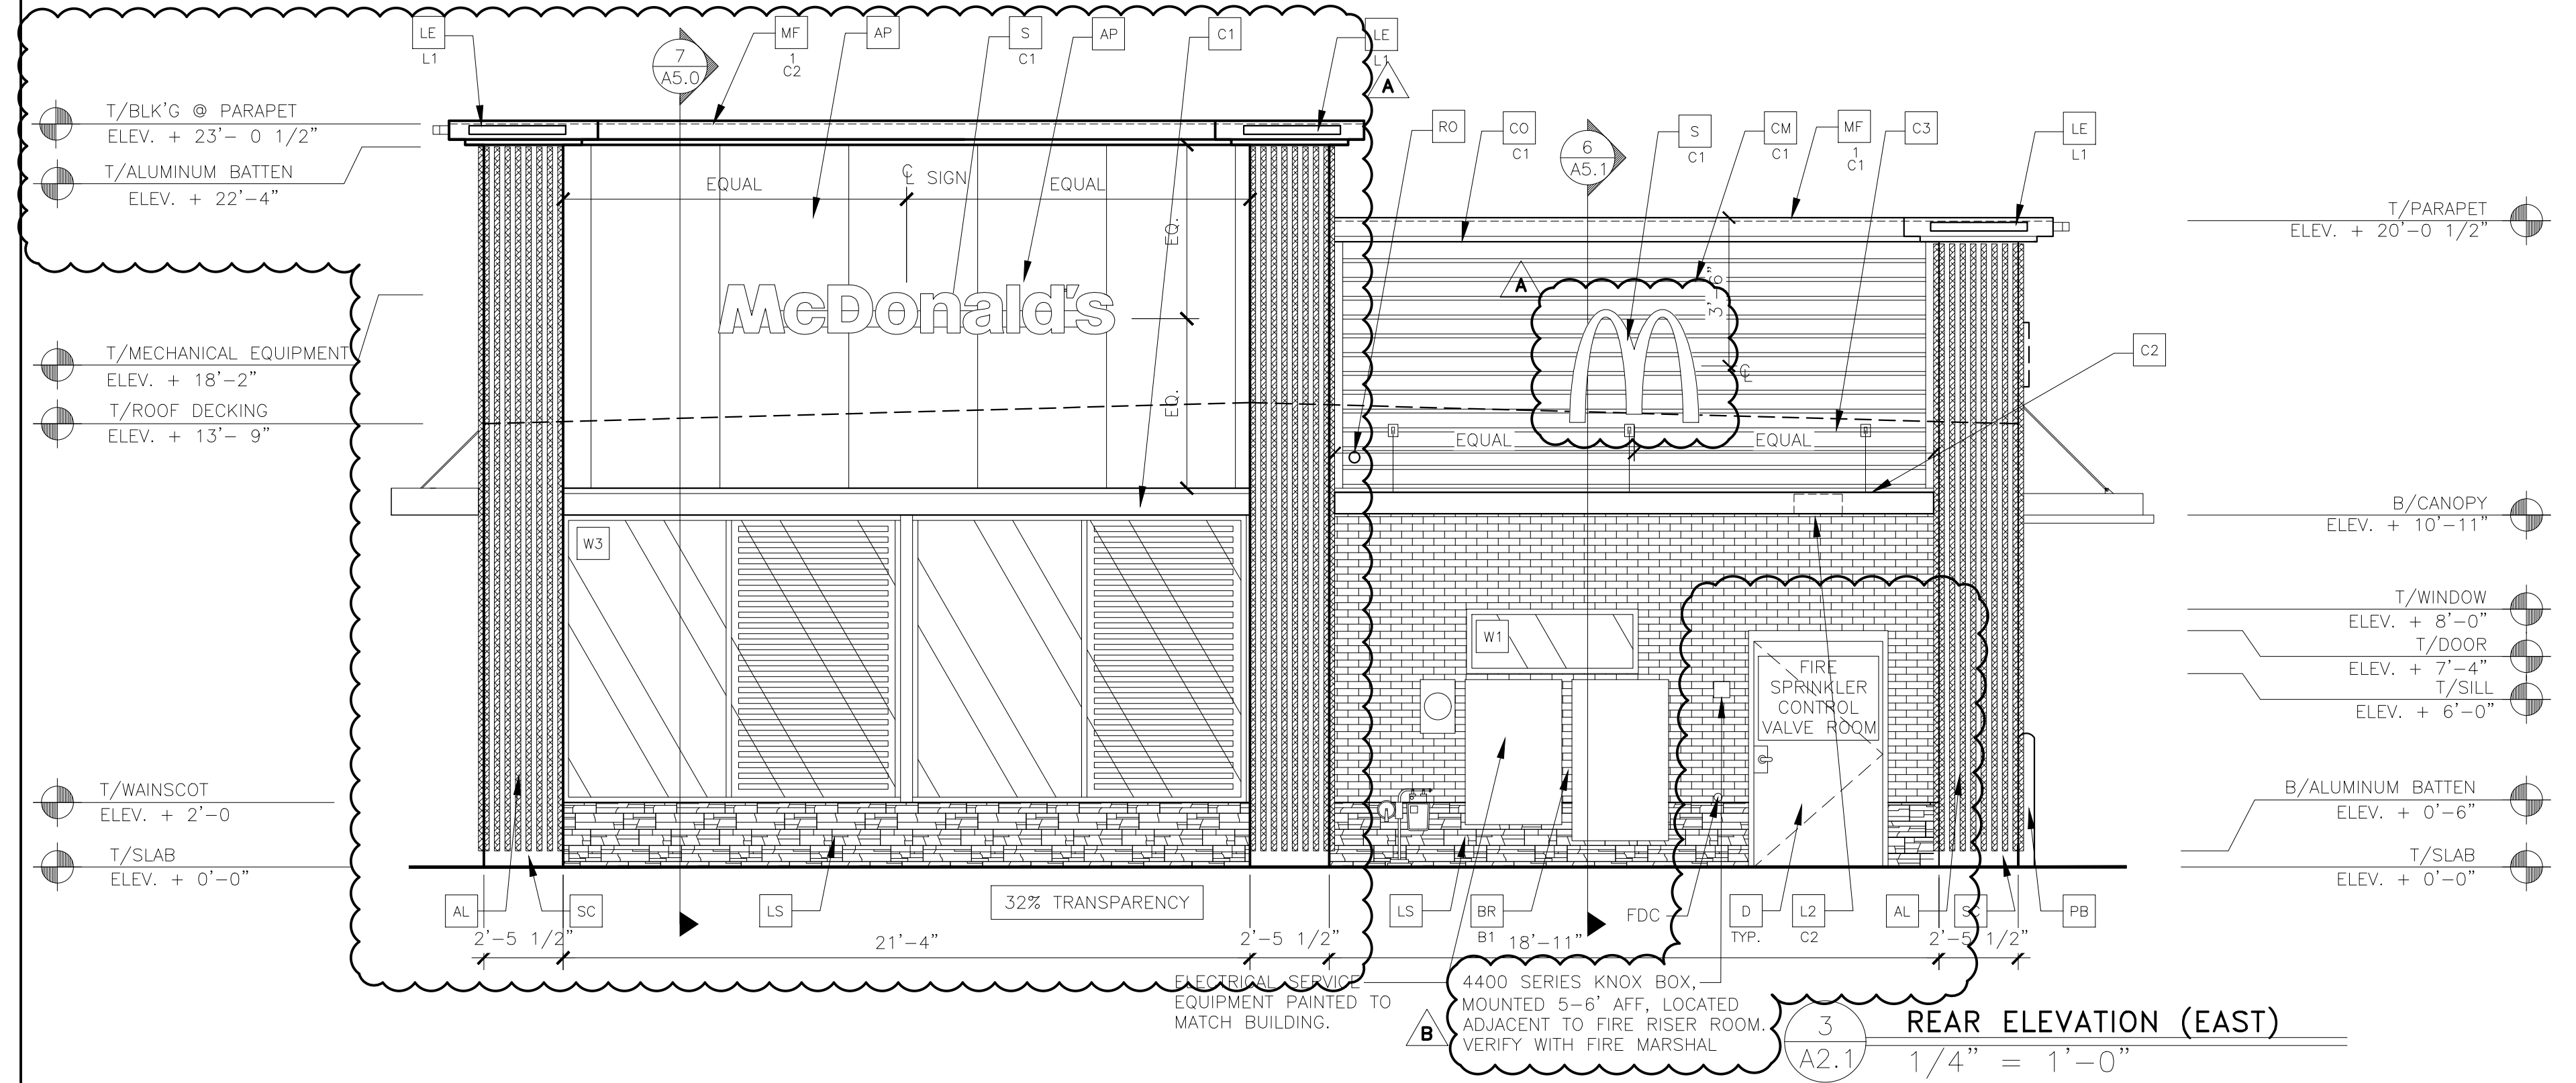 LE
L1
7
A5.0
MF
1
C2
AP
S
C1
AP
C1
LE
L1
A
RO
CO
C1
6
A5.1
S
C1
CM
C1
MF
1
C1
C3
LE
L1
T/BLK'G @ PARAPET
ELEV. + 23'- 0 1/2"
T/ALUMINUM BATTEN
ELEV. + 22'-4"
T/MECHANICAL EQUIPMENT
ELEV. + 18'-2"
T/ROOF DECKING
ELEV. + 13'- 9"
T/WAINSCOT
ELEV. + 2'-0
T/SLAB
ELEV. + 0'-0"
EQUAL
℄ SIGN
EQUAL
EQ.
McDonald's
EQ.
A
3'-6"
℄
EQUAL
EQUAL
C2
W3
W1
FIRE
SPRINKLER
CONTROL
VALVE ROOM
T/PARAPET
ELEV. + 20'-0 1/2"
B/CANOPY
ELEV. + 10'-11"
T/WINDOW
ELEV. + 8'-0"
T/DOOR
ELEV. + 7'-4"
T/SILL
ELEV. + 6'-0"
B/ALUMINUM BATTEN
ELEV. + 0'-6"
T/SLAB
ELEV. + 0'-0"
AL
SC
LS
32% TRANSPARENCY
LS
BR
B1
FDC
D
TYP.
L2
C2
AL
SC
PB
2'-5 1/2"
21'-4"
2'-5 1/2"
18'-11"
2'-5 1/2"
ELECTRICAL SERVICE
EQUIPMENT PAINTED TO
MATCH BUILDING.
B
4400 SERIES KNOX BOX,
MOUNTED 5-6' AFF, LOCATED
ADJACENT TO FIRE RISER ROOM.
VERIFY WITH FIRE MARSHAL
3
A2.1
REAR ELEVATION (EAST)
1/4" = 1'-0"